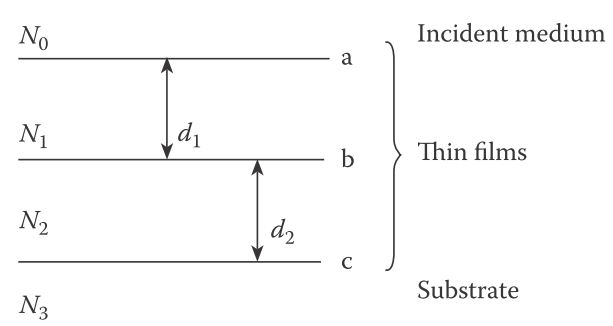 N0 Incident medium
a
N1 d1 Thin films
b
N2 d2
c
N3 Substrate